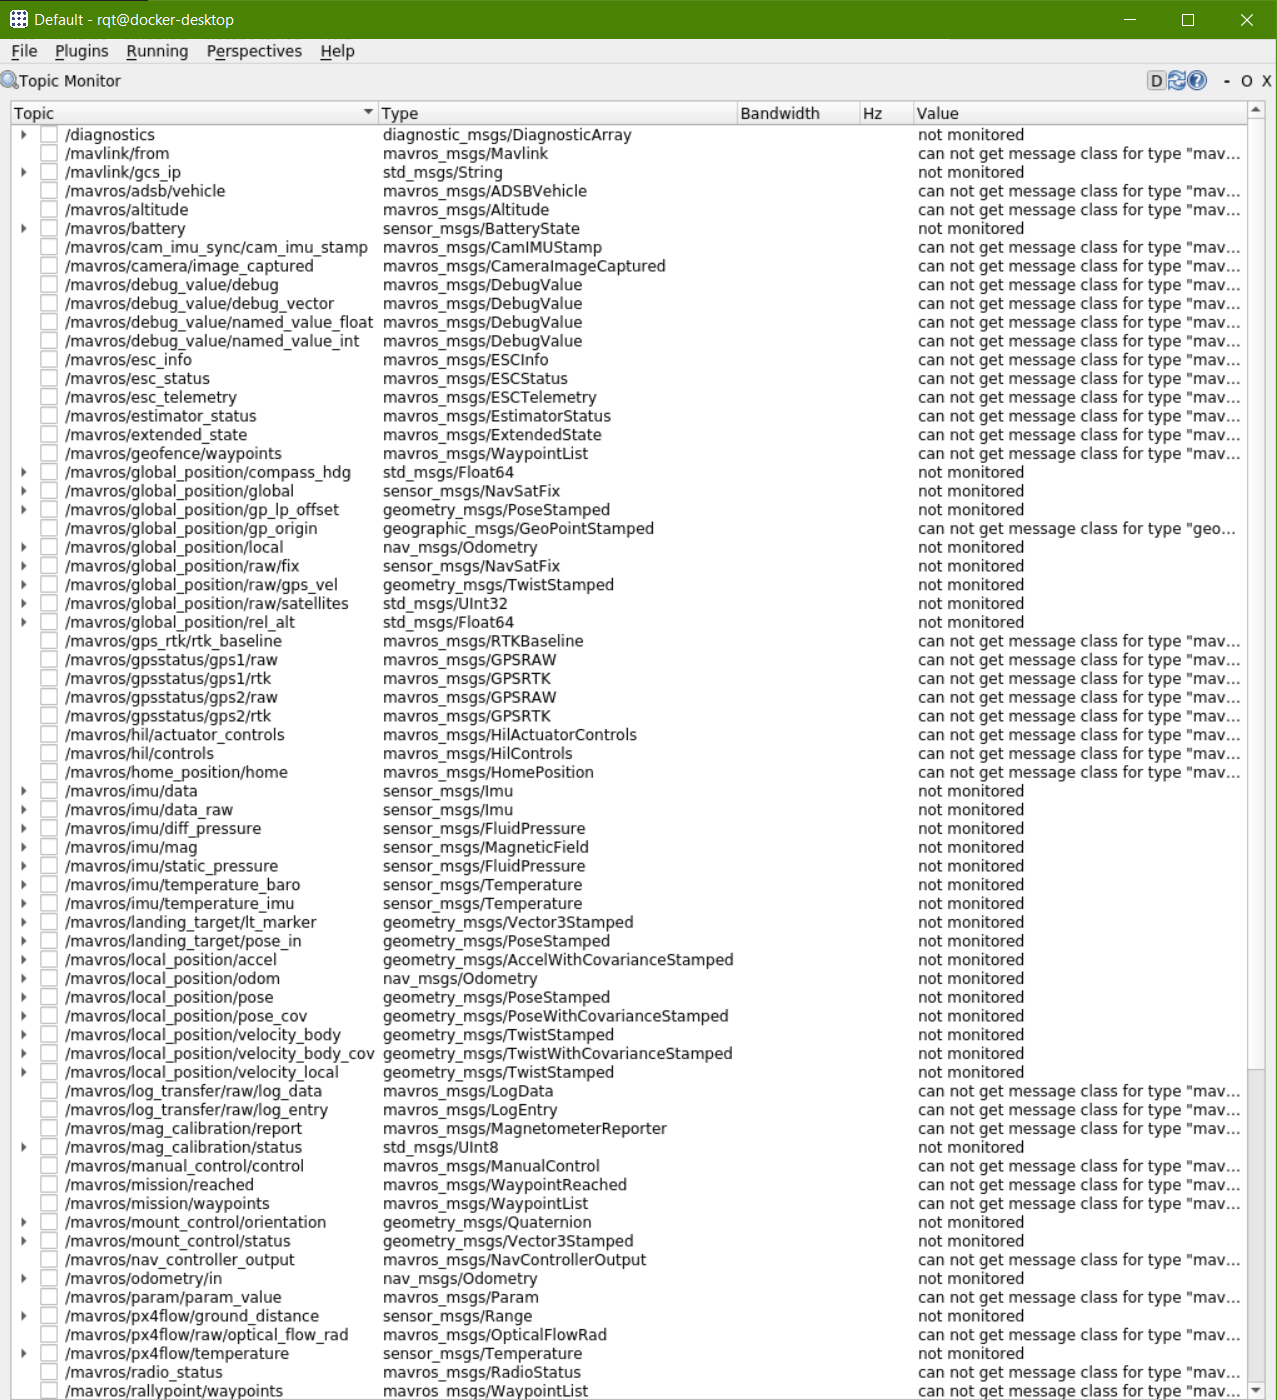 Default - rqt@docker-desktop
File Plugins Running Perspectives Help
Topic Monitor D - O X
Topic Type Bandwidth Hz Value
/diagnostics diagnostic_msgs/DiagnosticArray not monitored
/mavlink/from mavros_msgs/Mavlink can not get message class for type "mav...
/mavlink/gcs_ip std_msgs/String not monitored
/mavros/adsb/vehicle mavros_msgs/ADSBVehicle can not get message class for type "mav...
/mavros/altitude mavros_msgs/Altitude can not get message class for type "mav...
/mavros/battery sensor_msgs/BatteryState not monitored
/mavros/cam_imu_sync/cam_imu_stamp mavros_msgs/CamIMUStamp can not get message class for type "mav...
/mavros/camera/image_captured mavros_msgs/CameraImageCaptured can not get message class for type "mav...
/mavros/debug_value/debug mavros_msgs/DebugValue can not get message class for type "mav...
/mavros/debug_value/debug_vector mavros_msgs/DebugValue can not get message class for type "mav...
/mavros/debug_value/named_value_float mavros_msgs/DebugValue can not get message class for type "mav...
/mavros/debug_value/named_value_int mavros_msgs/DebugValue can not get message class for type "mav...
/mavros/esc_info mavros_msgs/ESCInfo can not get message class for type "mav...
/mavros/esc_status mavros_msgs/ESCStatus can not get message class for type "mav...
/mavros/esc_telemetry mavros_msgs/ESCTelemetry can not get message class for type "mav...
/mavros/estimator_status mavros_msgs/EstimatorStatus can not get message class for type "mav...
/mavros/extended_state mavros_msgs/ExtendedState can not get message class for type "mav...
/mavros/geofence/waypoints mavros_msgs/WaypointList can not get message class for type "mav...
/mavros/global_position/compass_hdg std_msgs/Float64 not monitored
/mavros/global_position/global sensor_msgs/NavSatFix not monitored
/mavros/global_position/gp_lp_offset geometry_msgs/PoseStamped not monitored
/mavros/global_position/gp_origin geographic_msgs/GeoPointStamped can not get message class for type "geo...
/mavros/global_position/local nav_msgs/Odometry not monitored
/mavros/global_position/raw/fix sensor_msgs/NavSatFix not monitored
/mavros/global_position/raw/gps_vel geometry_msgs/TwistStamped not monitored
/mavros/global_position/raw/satellites std_msgs/UInt32 not monitored
/mavros/global_position/rel_alt std_msgs/Float64 not monitored
/mavros/gps_rtk/rtk_baseline mavros_msgs/RTKBaseline can not get message class for type "mav...
/mavros/gpsstatus/gps1/raw mavros_msgs/GPSRAW can not get message class for type "mav...
/mavros/gpsstatus/gps1/rtk mavros_msgs/GPSRTK can not get message class for type "mav...
/mavros/gpsstatus/gps2/raw mavros_msgs/GPSRAW can not get message class for type "mav...
/mavros/gpsstatus/gps2/rtk mavros_msgs/GPSRTK can not get message class for type "mav...
/mavros/hil/actuator_controls mavros_msgs/HilActuatorControls can not get message class for type "mav...
/mavros/hil/controls mavros_msgs/HilControls can not get message class for type "mav...
/mavros/home_position/home mavros_msgs/HomePosition can not get message class for type "mav...
/mavros/imu/data sensor_msgs/Imu not monitored
/mavros/imu/data_raw sensor_msgs/Imu not monitored
/mavros/imu/diff_pressure sensor_msgs/FluidPressure not monitored
/mavros/imu/mag sensor_msgs/MagneticField not monitored
/mavros/imu/static_pressure sensor_msgs/FluidPressure not monitored
/mavros/imu/temperature_baro sensor_msgs/Temperature not monitored
/mavros/imu/temperature_imu sensor_msgs/Temperature not monitored
/mavros/landing_target/lt_marker geometry_msgs/Vector3Stamped not monitored
/mavros/landing_target/pose_in geometry_msgs/PoseStamped not monitored
/mavros/local_position/accel geometry_msgs/AccelWithCovarianceStamped not monitored
/mavros/local_position/odom nav_msgs/Odometry not monitored
/mavros/local_position/pose geometry_msgs/PoseStamped not monitored
/mavros/local_position/pose_cov geometry_msgs/PoseWithCovarianceStamped not monitored
/mavros/local_position/velocity_body geometry_msgs/TwistStamped not monitored
/mavros/local_position/velocity_body_cov geometry_msgs/TwistWithCovarianceStamped not monitored
/mavros/local_position/velocity_local geometry_msgs/TwistStamped not monitored
/mavros/log_transfer/raw/log_data mavros_msgs/LogData can not get message class for type "mav...
/mavros/log_transfer/raw/log_entry mavros_msgs/LogEntry can not get message class for type "mav...
/mavros/mag_calibration/report mavros_msgs/MagnetometerReporter can not get message class for type "mav...
/mavros/mag_calibration/status std_msgs/UInt8 not monitored
/mavros/manual_control/control mavros_msgs/ManualControl can not get message class for type "mav...
/mavros/mission/reached mavros_msgs/WaypointReached can not get message class for type "mav...
/mavros/mission/waypoints mavros_msgs/WaypointList can not get message class for type "mav...
/mavros/mount_control/orientation geometry_msgs/Quaternion not monitored
/mavros/mount_control/status geometry_msgs/Vector3Stamped not monitored
/mavros/nav_controller_output mavros_msgs/NavControllerOutput can not get message class for type "mav...
/mavros/odometry/in nav_msgs/Odometry not monitored
/mavros/param/param_value mavros_msgs/Param can not get message class for type "mav...
/mavros/px4flow/ground_distance sensor_msgs/Range not monitored
/mavros/px4flow/raw/optical_flow_rad mavros_msgs/OpticalFlowRad can not get message class for type "mav...
/mavros/px4flow/temperature sensor_msgs/Temperature not monitored
/mavros/radio_status mavros_msgs/RadioStatus can not get message class for type "mav...
/mavros/rallypoint/waypoints mavros_msgs/WaypointList can not get message class for type "mav...